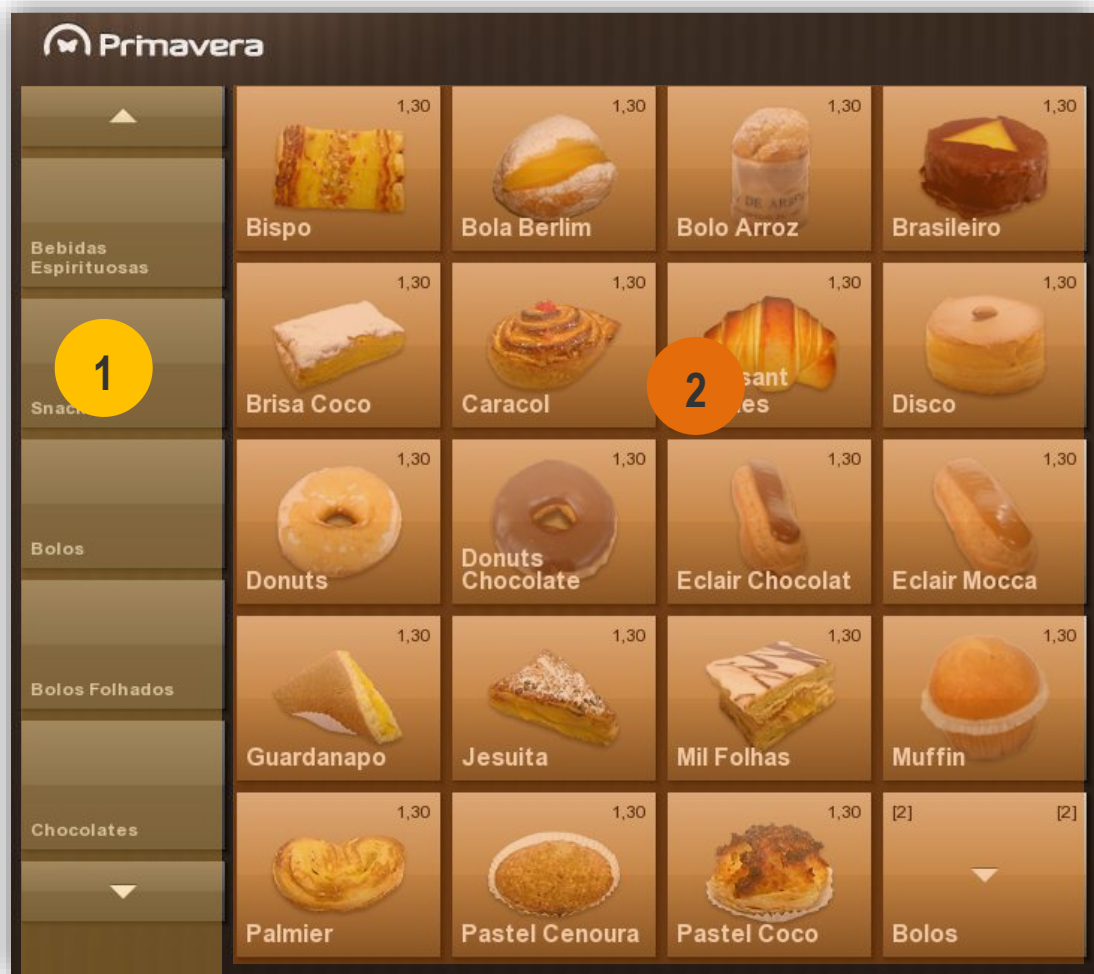 Primavera
Bebidas
Espirituosas
1
Bolos
Bolos Folhados
Chocolates
1,30
Bispo
1,30
Bola Berlim
1,30
DE
Bolo Arroz
1,30
Brasileiro
1,30
Brisa Coco
1,30
Caracol
1,30
2
1,30
Disco
1,30
Donuts
1,30
Donuts
Chocolate
1,30
Eclair Chocolat
1,30
Eclair Mocca
1,30
Guardanapo
1,30
Jesuita
1,30
Mil Folhas
1,30
Muffin
1,30
Palmier
1,30
Pastel Cenoura
1,30
Pastel Coco
[2] [2]
Bolos